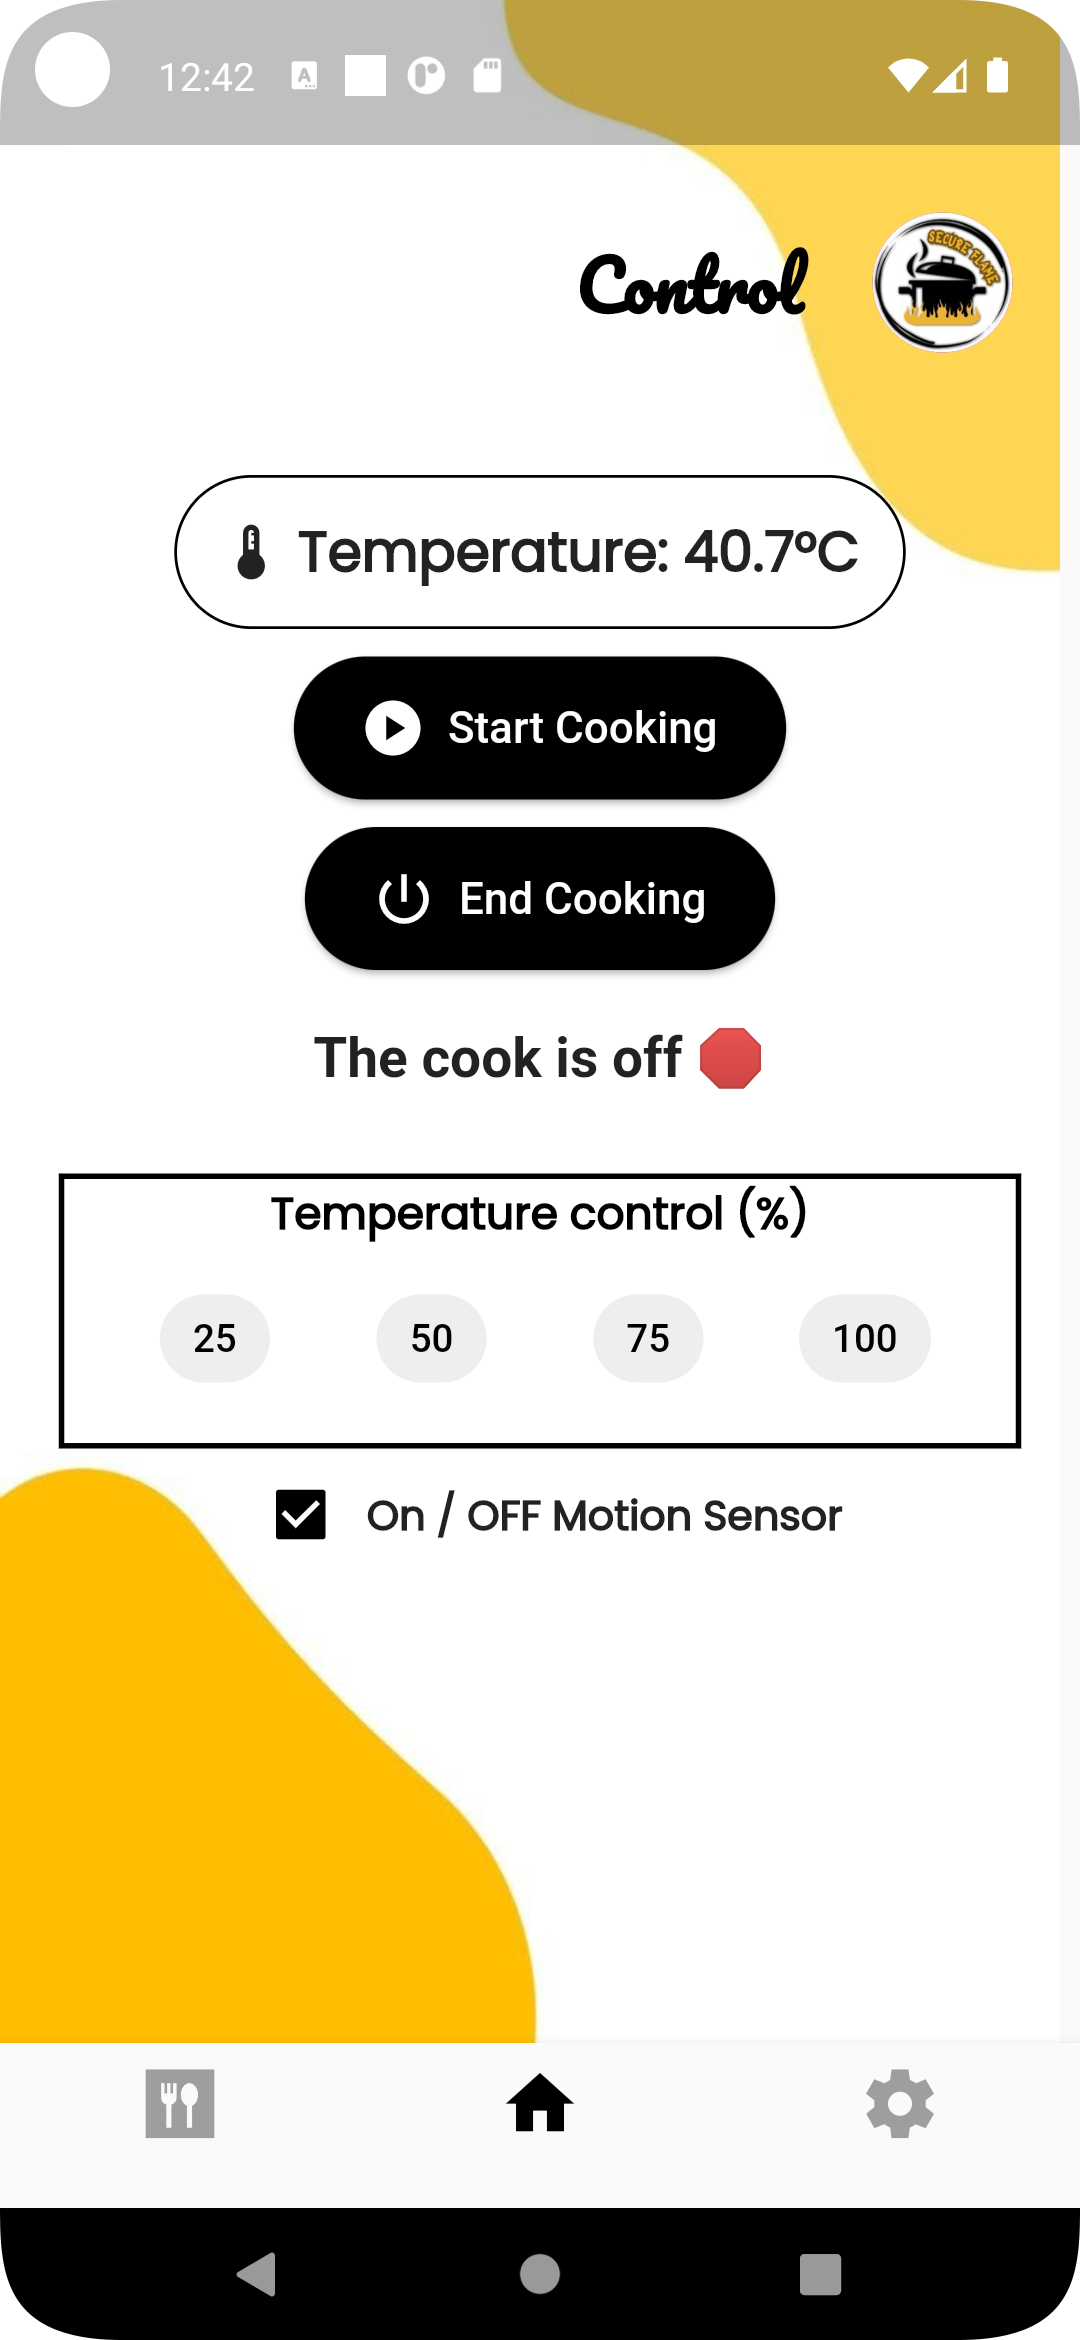 12:42
Control
SECURE FLAME
Temperature: 40.7°C
Start Cooking
End Cooking
The cook is off
Temperature control (%)
25 50 75 100
On / OFF Motion Sensor